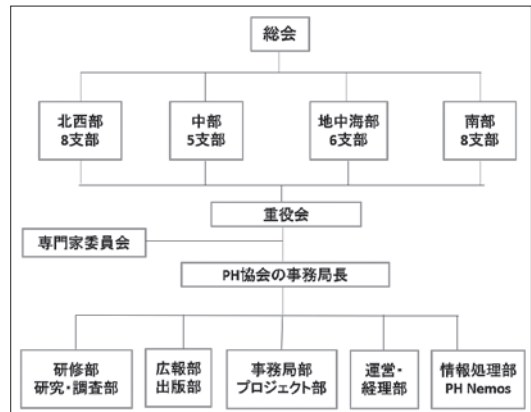 総会
北西部
8支部
中部
5支部
地中海部
6支部
南部
8支部
重役会
専門家委員会
PH協会の事務局長
研修部
研究・調査部
広報部
出版部
事務局部
プロジェクト部
運営・
経理部
情報処理部
PH Nemos